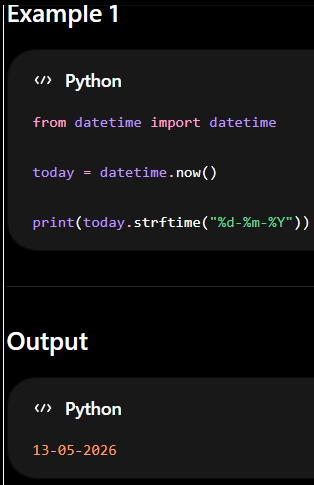 Example 1
</> Python
from datetime import datetime
today = datetime.now()
print(today.strftime("%d-%m-%Y"))
Output
</> Python
13-05-2026